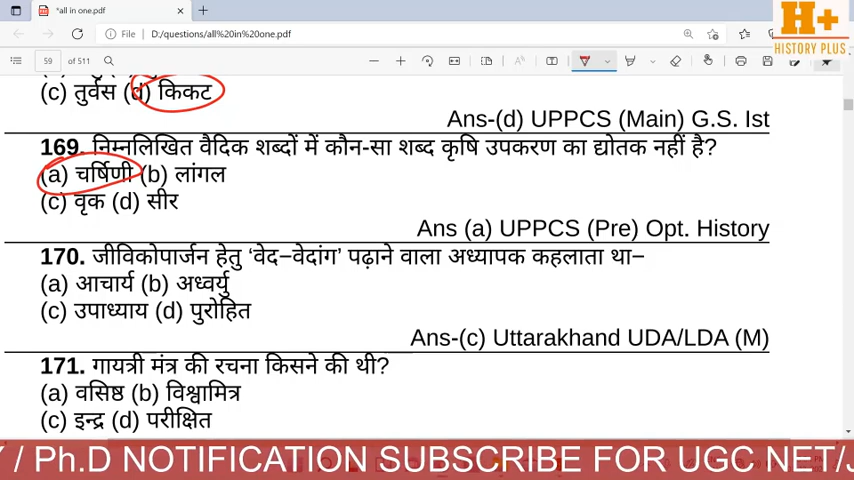 *all in one.pdf
File
D:/questions/all%20in%20one.pdf
H+
HISTORY PLUS
59 of 511
(c) तुर्वस (d) किकट
Ans-(d) UPPCS (Main) G.S. Ist
169. निम्नलिखित वैदिक शब्दों में कौन-सा शब्द कृषि उपकरण का द्योतक नहीं है?
(a) चर्षिणी (b) लांगल
(c) वृक (d) सीर
Ans (a) UPPCS (Pre) Opt. History
170. जीविकोपार्जन हेतु ‘वेद–वेदांग’ पढ़ाने वाला अध्यापक कहलाता था–
(a) आचार्य (b) अध्वर्यु
(c) उपाध्याय (d) पुरोहित
Ans-(c) Uttarakhand UDA/LDA (M)
171. गायत्री मंत्र की रचना किसने की थी?
(a) वसिष्ठ (b) विश्वामित्र
(c) इन्द्र (d) परीक्षित
/ Ph.D NOTIFICATION SUBSCRIBE FOR UGC NET/J